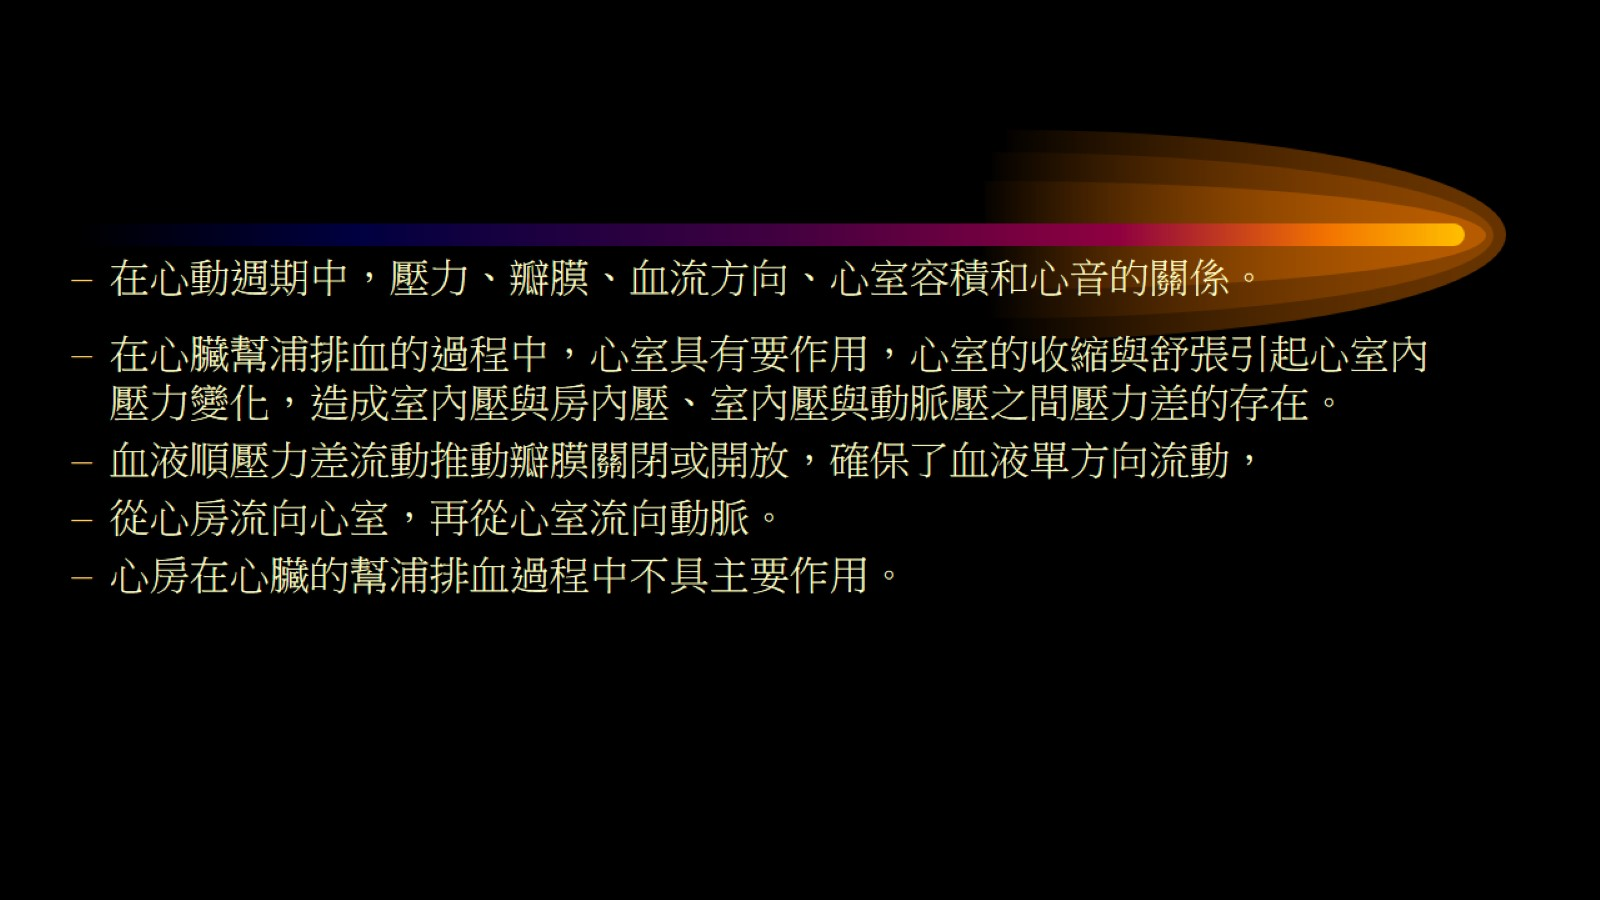 – 在心動週期中，壓力、瓣膜、血流方向、心室容積和心音的關係。
– 在心臟幫浦排血的過程中，心室具有要作用，心室的收縮與舒張引起心室內
壓力變化，造成室內壓與房內壓、室內壓與動脈壓之間壓力差的存在。
– 血液順壓力差流動推動瓣膜關閉或開放，確保了血液單方向流動，
– 從心房流向心室，再從心室流向動脈。
– 心房在心臟的幫浦排血過程中不具主要作用。